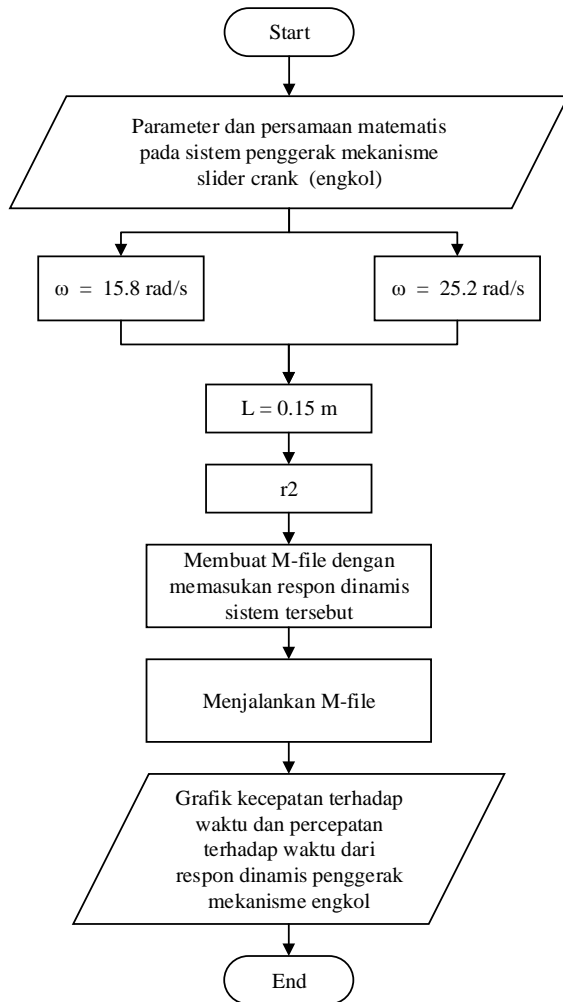 Start
Parameter dan persamaan matematis
pada sistem penggerak mekanisme
slider crank (engkol)
ω = 15.8 rad/s
ω = 25.2 rad/s
L = 0.15 m
r2
Membuat M-file dengan
memasukan respon dinamis
sistem tersebut
Menjalankan M-file
Grafik kecepatan terhadap
waktu dan percepatan
terhadap waktu dari
respon dinamis penggerak
mekanisme engkol
End